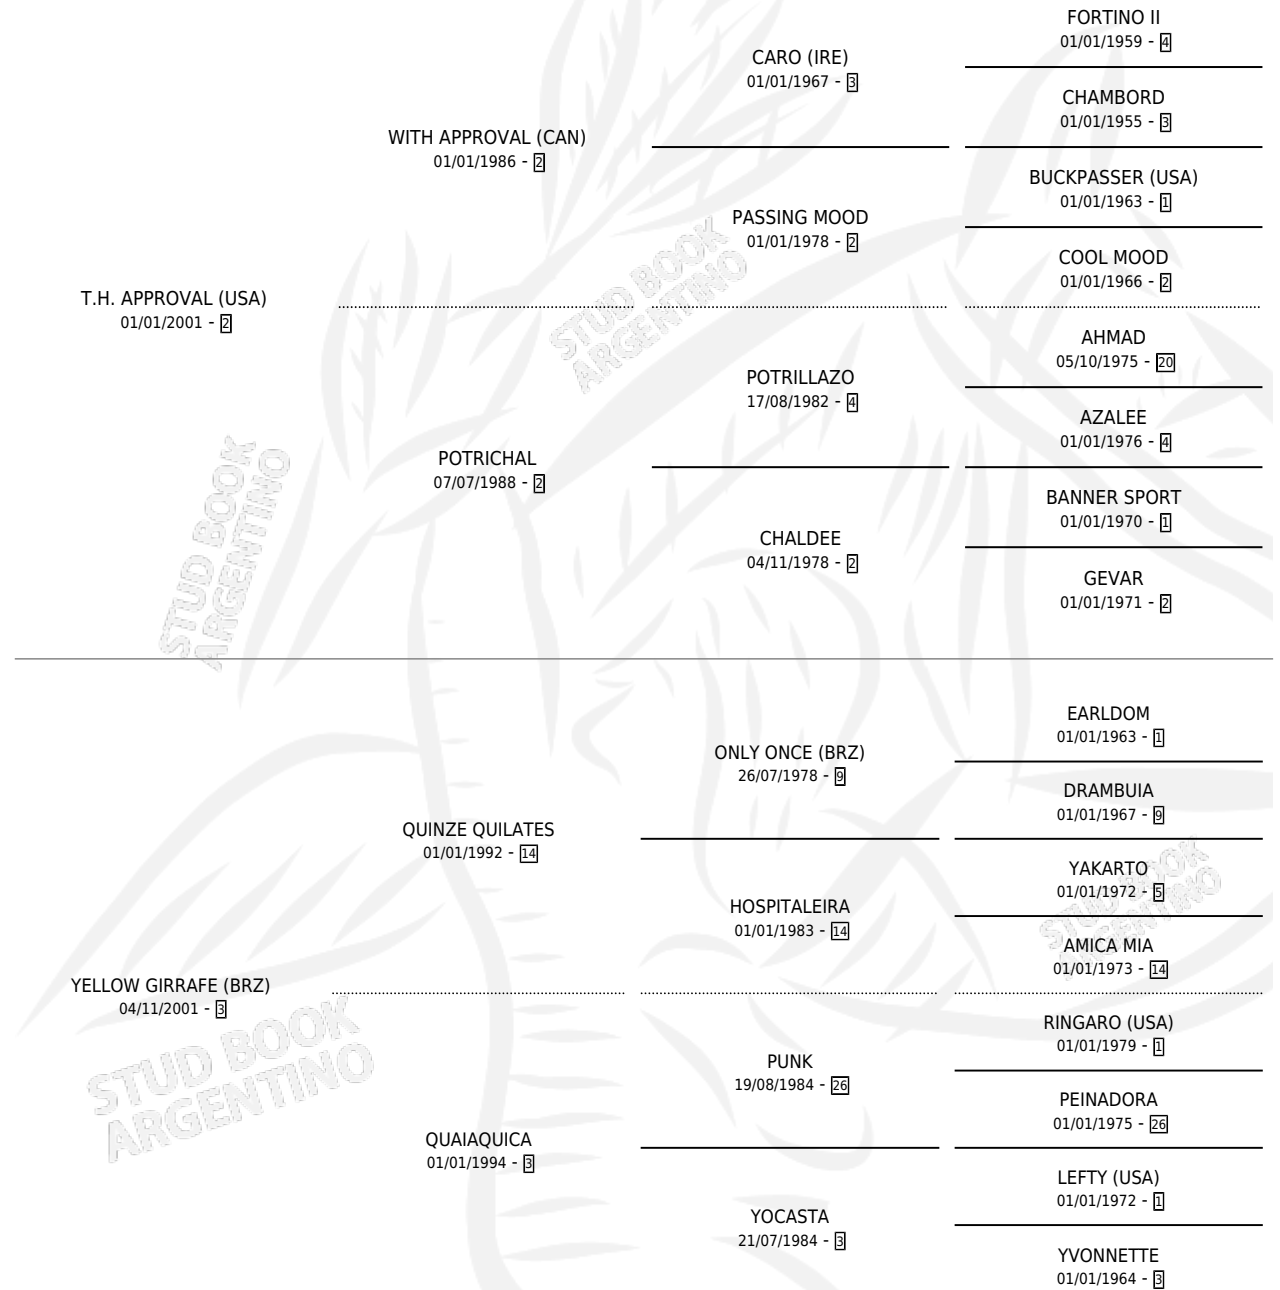 FORTINO II
01/01/1959 - 4
CARO (IRE)
01/01/1967 - 3
CHAMBORD
01/01/1955 - 3
WITH APPROVAL (CAN)
01/01/1986 - 2
BUCKPASSER (USA)
01/01/1963 - 1
PASSING MOOD
01/01/1978 - 2
COOL MOOD
01/01/1966 - 2
T.H. APPROVAL (USA)
01/01/2001 - 2
AHMAD
05/10/1975 - 20
POTRILLAZO
17/08/1982 - 4
AZALEE
01/01/1976 - 4
POTRICHAL
07/07/1988 - 2
BANNER SPORT
01/01/1970 - 1
CHALDEE
04/11/1978 - 2
GEVAR
01/01/1971 - 2
STUD BOOK
ARGENTINO
STUD BOOK
ARGENTINO
EARLDOM
01/01/1963 - 1
ONLY ONCE (BRZ)
26/07/1978 - 9
DRAMBUIA
01/01/1967 - 9
QUINZE QUILATES
01/01/1992 - 14
YAKARTO
01/01/1972 - 5
HOSPITALEIRA
01/01/1983 - 14
AMICA MIA
01/01/1973 - 14
YELLOW GIRRAFE (BRZ)
04/11/2001 - 3
RINGARO (USA)
01/01/1979 - 1
PUNK
19/08/1984 - 26
PEINADORA
01/01/1975 - 26
QUAIAQUICA
01/01/1994 - 3
LEFTY (USA)
01/01/1972 - 1
YOCASTA
21/07/1984 - 3
YVONNETTE
01/01/1964 - 3
STUD BOOK
ARGENTINO
STUD BOOK
ARGENTINO